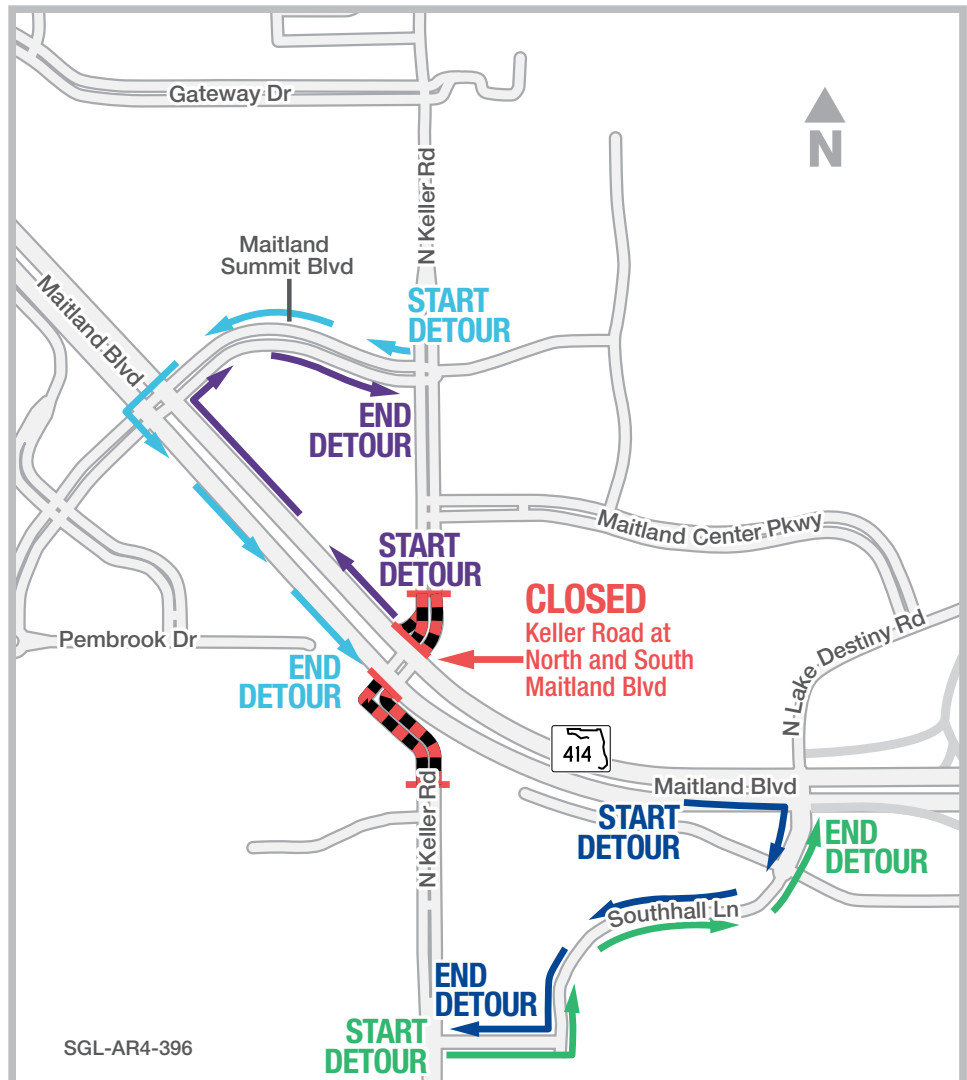 Gateway Dr
N
N Keller Rd
Maitland
Summit Blvd
Maitland Blvd
START
DETOUR
END
DETOUR
Maitland Center Pkwy
START
DETOUR
CLOSED
Keller Road at
North and South
Maitland Blvd
Pembrook Dr
END
DETOUR
N Lake Destiny Rd
414
Maitland Blvd
START
DETOUR
END
DETOUR
N Keller Rd
Southhall Ln
END
DETOUR
START
DETOUR
SGL-AR4-396